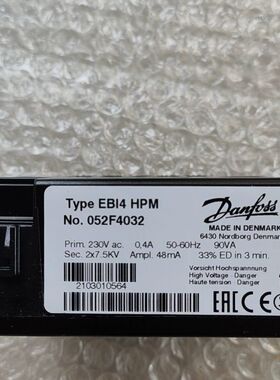 Type EBI4 HPM
No. 052F4032
Danfoss
MADE IN DENMARK
6430 Nordborg Denmark
Prim. 230V ac. 0,4A 50-60Hz 90VA
Sec. 2x7.5KV Ampl. 48mA 33% ED in 3 min.
Vorsicht Hochspannung
High Voltage Danger
Haute tension Danger
2103010564
EAC CE